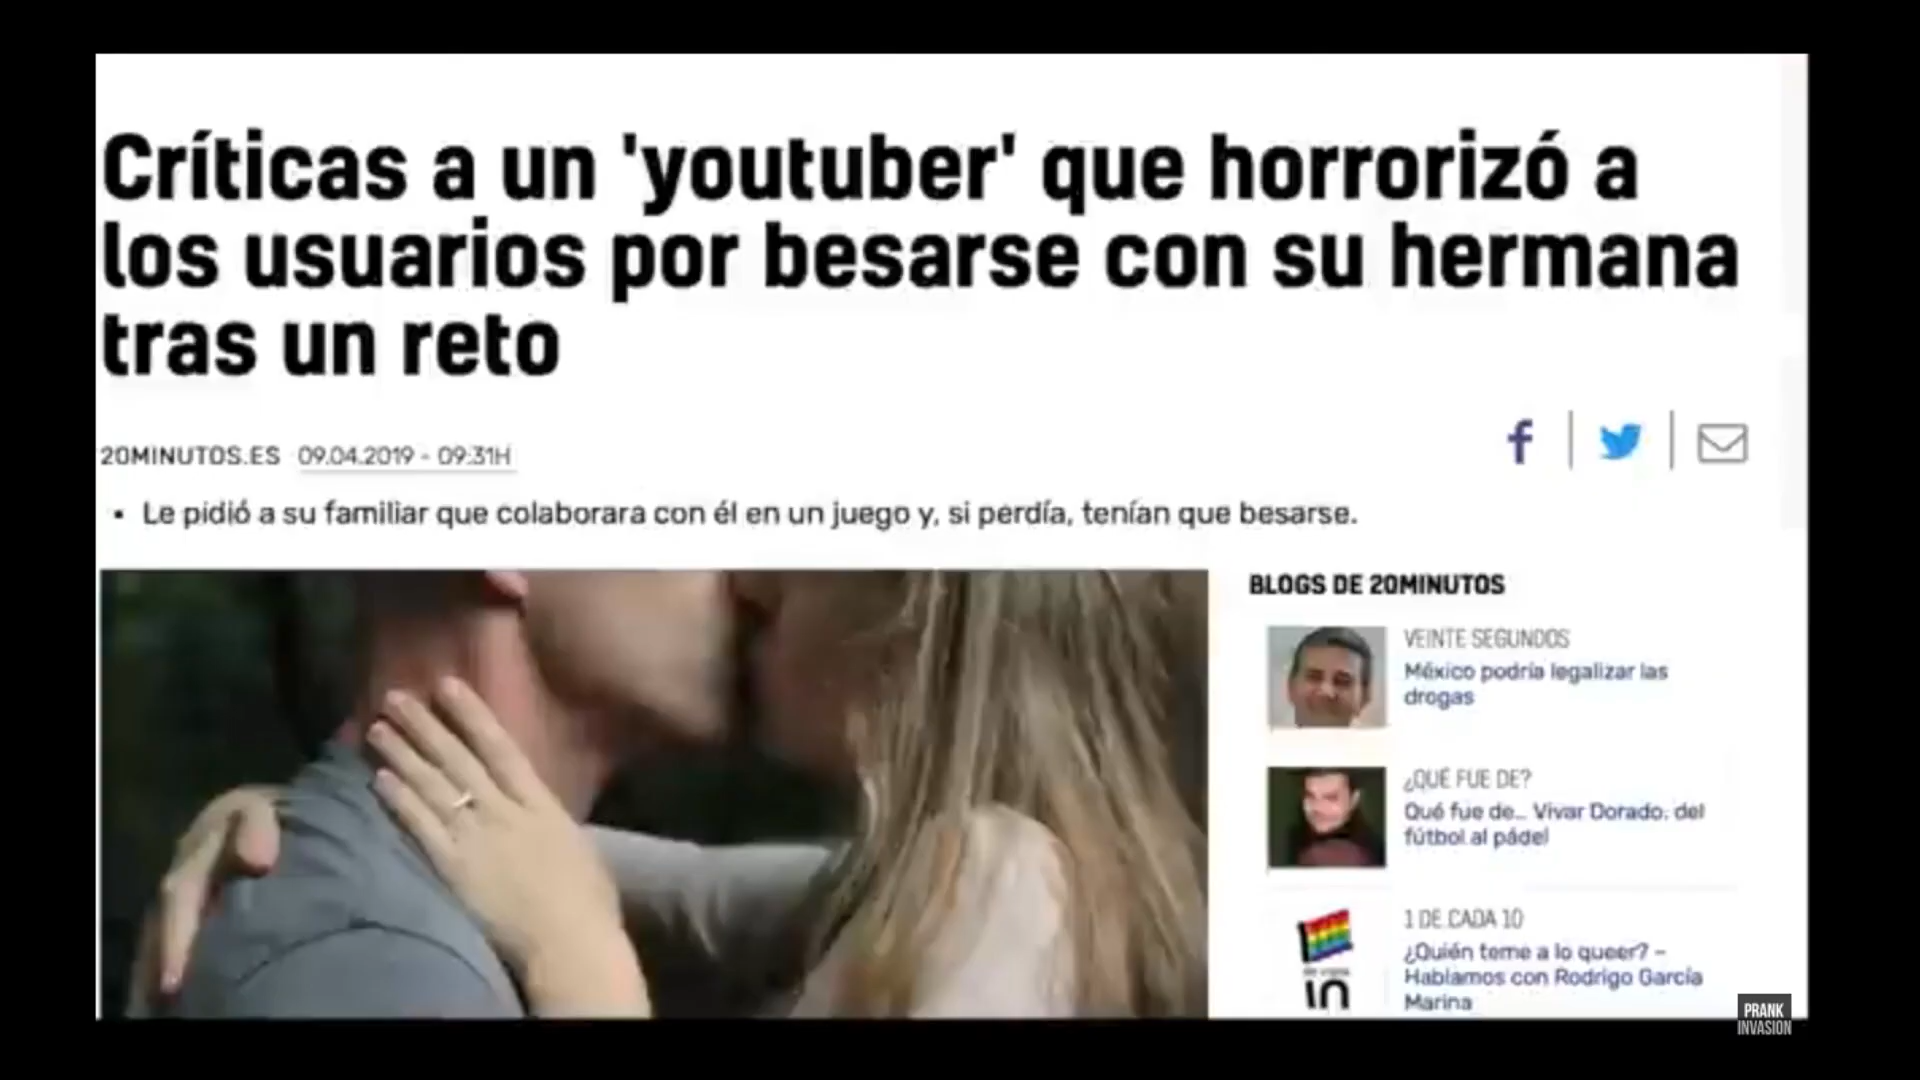 Críticas a un 'youtuber' que horrorizó a
los usuarios por besarse con su hermana
tras un reto
20MINUTOS.ES 09.04.2019 - 09:31H
▪ Le pidió a su familiar que colaborara con él en un juego y, si perdía, tenían que besarse.
BLOGS DE 20MINUTOS
VEINTE SEGUNDOS
México podría legalizar las
drogas
¿QUÉ FUE DE?
Qué fue de... Vivar Dorado: del
fútbol al pádel
1 DE CADA 10
¿Quién teme a lo queer? –
Hablamos con Rodrigo García
Marina
PRANK
INVASION